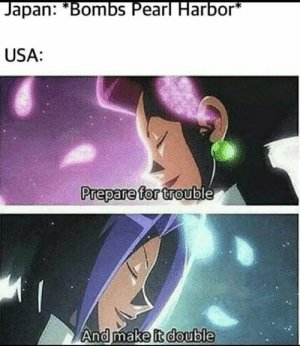 Japan: *Bombs Pearl Harbor*
USA:
Prepare for trouble
And make it double